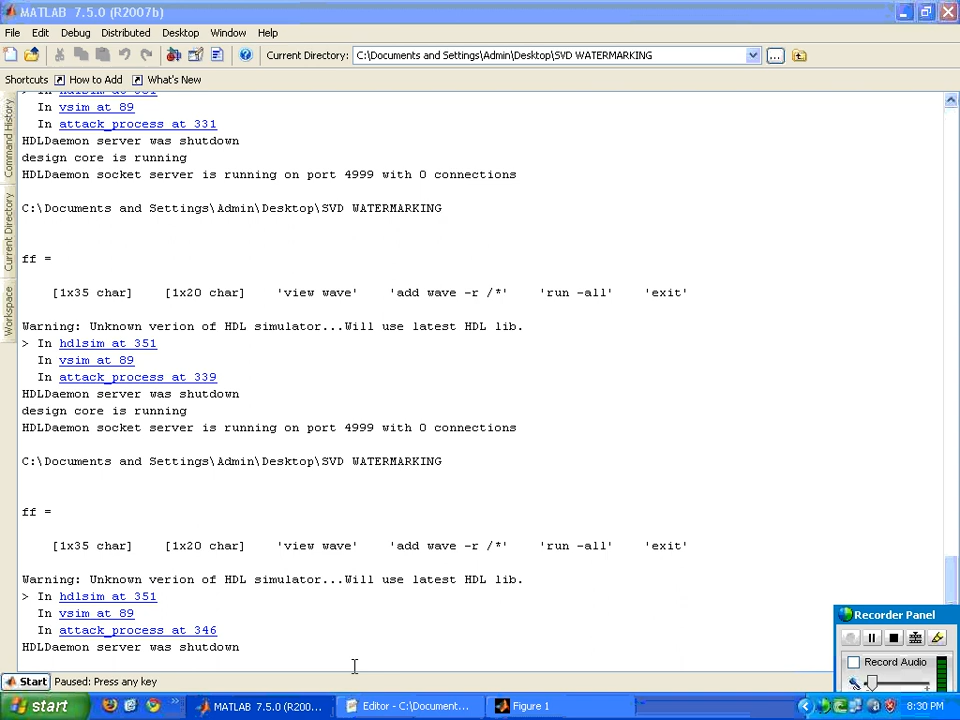 MATLAB 7.5.0 (R2007b)
File Edit Debug Distributed Desktop Window Help
Current Directory: C:\Documents and Settings\Admin\Desktop\SVD WATERMARKING ...
Shortcuts How to Add What's New
Command History
Current Directory
Workspace
> In hdlsim at 351
In vsim at 89
In attack_process at 331
HDLDaemon server was shutdown
design core is running
HDLDaemon socket server is running on port 4999 with 0 connections
C:\Documents and Settings\Admin\Desktop\SVD WATERMARKING
ff =
[1x35 char] [1x20 char] 'view wave' 'add wave -r /*' 'run -all' 'exit'
Warning: Unknown verion of HDL simulator...Will use latest HDL lib.
> In hdlsim at 351
In vsim at 89
In attack_process at 339
HDLDaemon server was shutdown
design core is running
HDLDaemon socket server is running on port 4999 with 0 connections
C:\Documents and Settings\Admin\Desktop\SVD WATERMARKING
ff =
[1x35 char] [1x20 char] 'view wave' 'add wave -r /*' 'run -all' 'exit'
Warning: Unknown verion of HDL simulator...Will use latest HDL lib.
> In hdlsim at 351
In vsim at 89
In attack_process at 346
HDLDaemon server was shutdown
Recorder Panel
Record Audio
Start Paused: Press any key
start MATLAB 7.5.0 (R200... Editor - C:\Document... Figure 1 8:30 PM